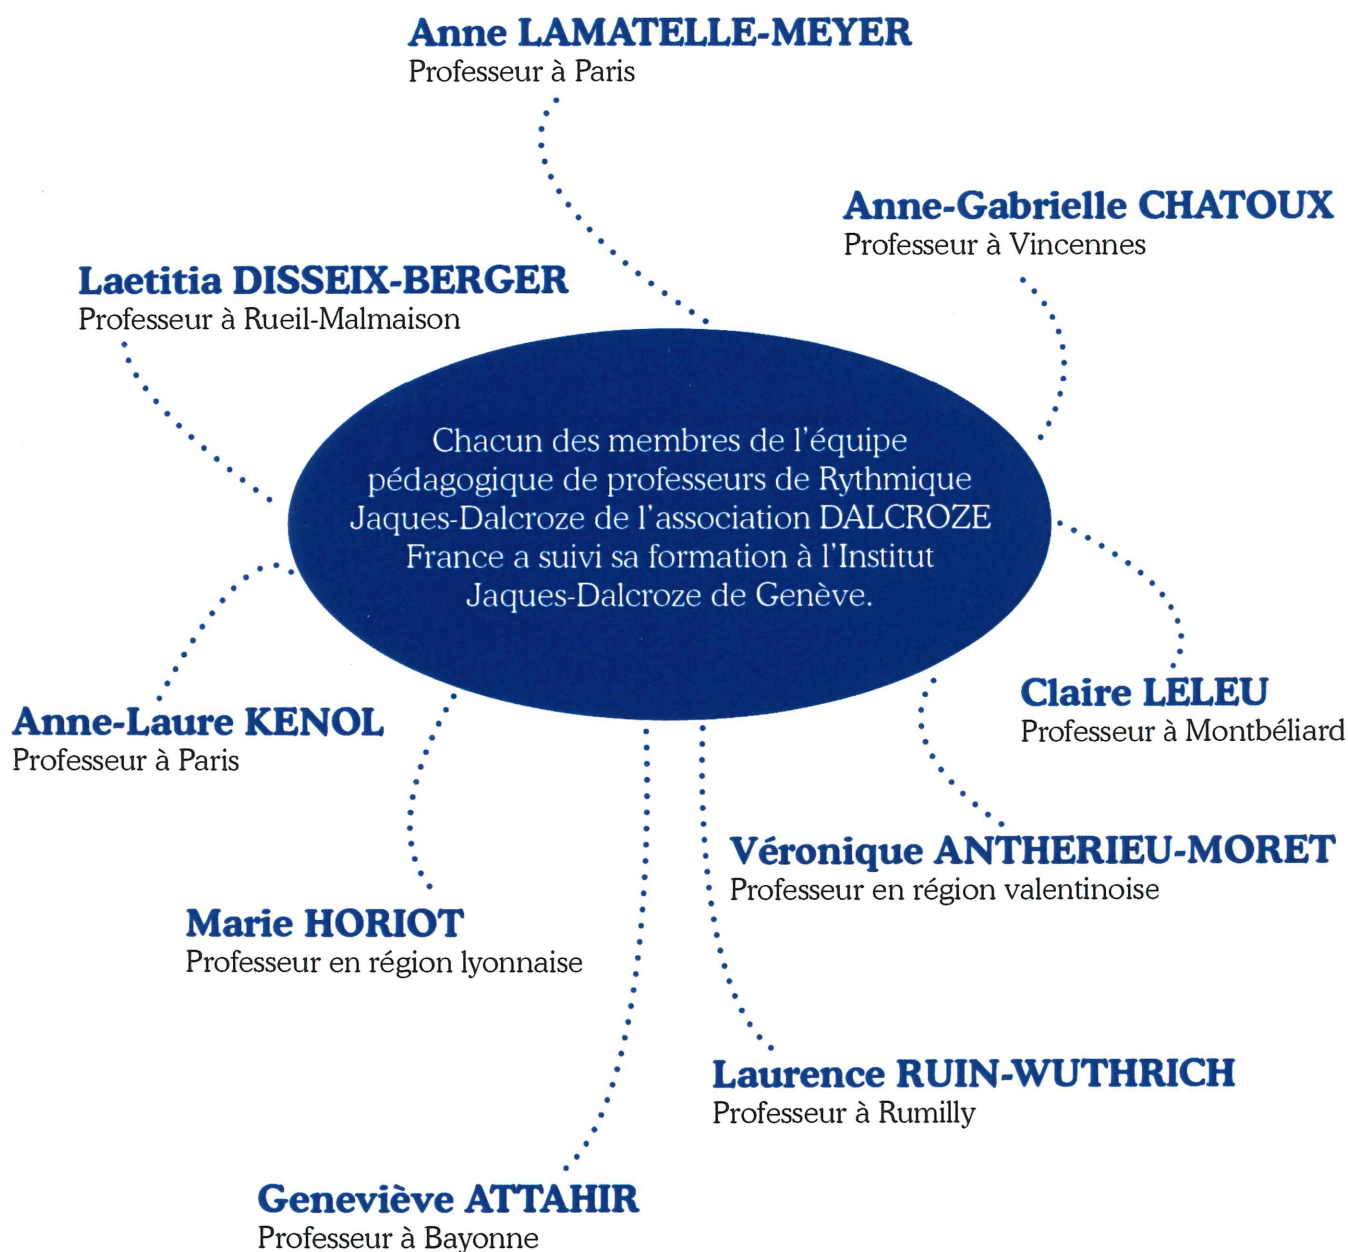 Anne LAMATELLE-MEYER
Professeur à Paris
Anne-Gabrielle CHATOUX
Professeur à Vincennes
Laetitia DISSEIX-BERGER
Professeur à Rueil-Malmaison
Chacun des membres de l'équipe
pédagogique de professeurs de Rythmique
Jaques-Dalcroze de l'association DALCROZE
France a suivi sa formation à l'Institut
Jaques-Dalcroze de Genève.
Claire LELEU
Professeur à Montbéliard
Anne-Laure KENOL
Professeur à Paris
Véronique ANTHERIEU-MORET
Professeur en région valentinoise
Marie HORIOT
Professeur en région lyonnaise
Laurence RUIN-WUTHRICH
Professeur à Rumilly
Geneviève ATTAHIR
Professeur à Bayonne